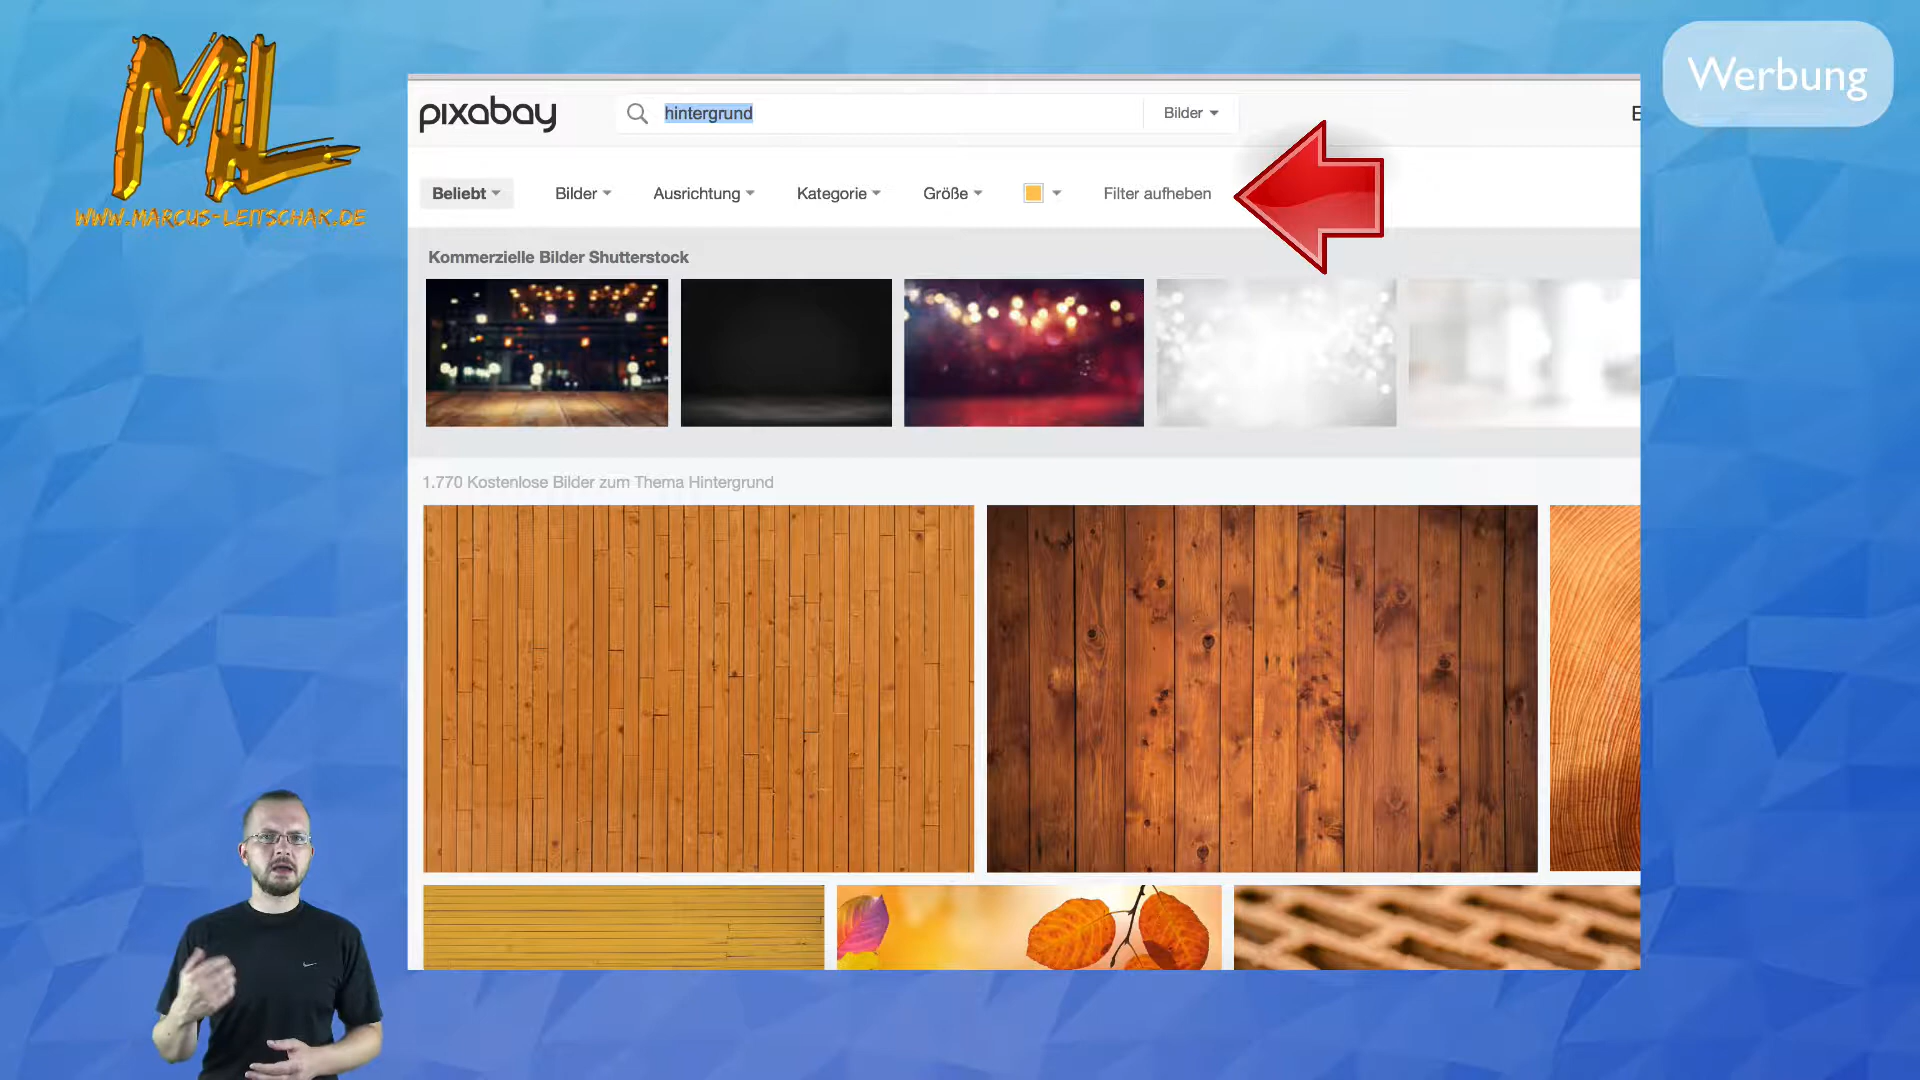 ML
WWW.MARCUS-LEITSCHAK.DE
Werbung
pixabay
hintergrund
Bilder
Beliebt
Bilder
Ausrichtung
Kategorie
Größe
Filter aufheben
Kommerzielle Bilder Shutterstock
1.770 Kostenlose Bilder zum Thema Hintergrund